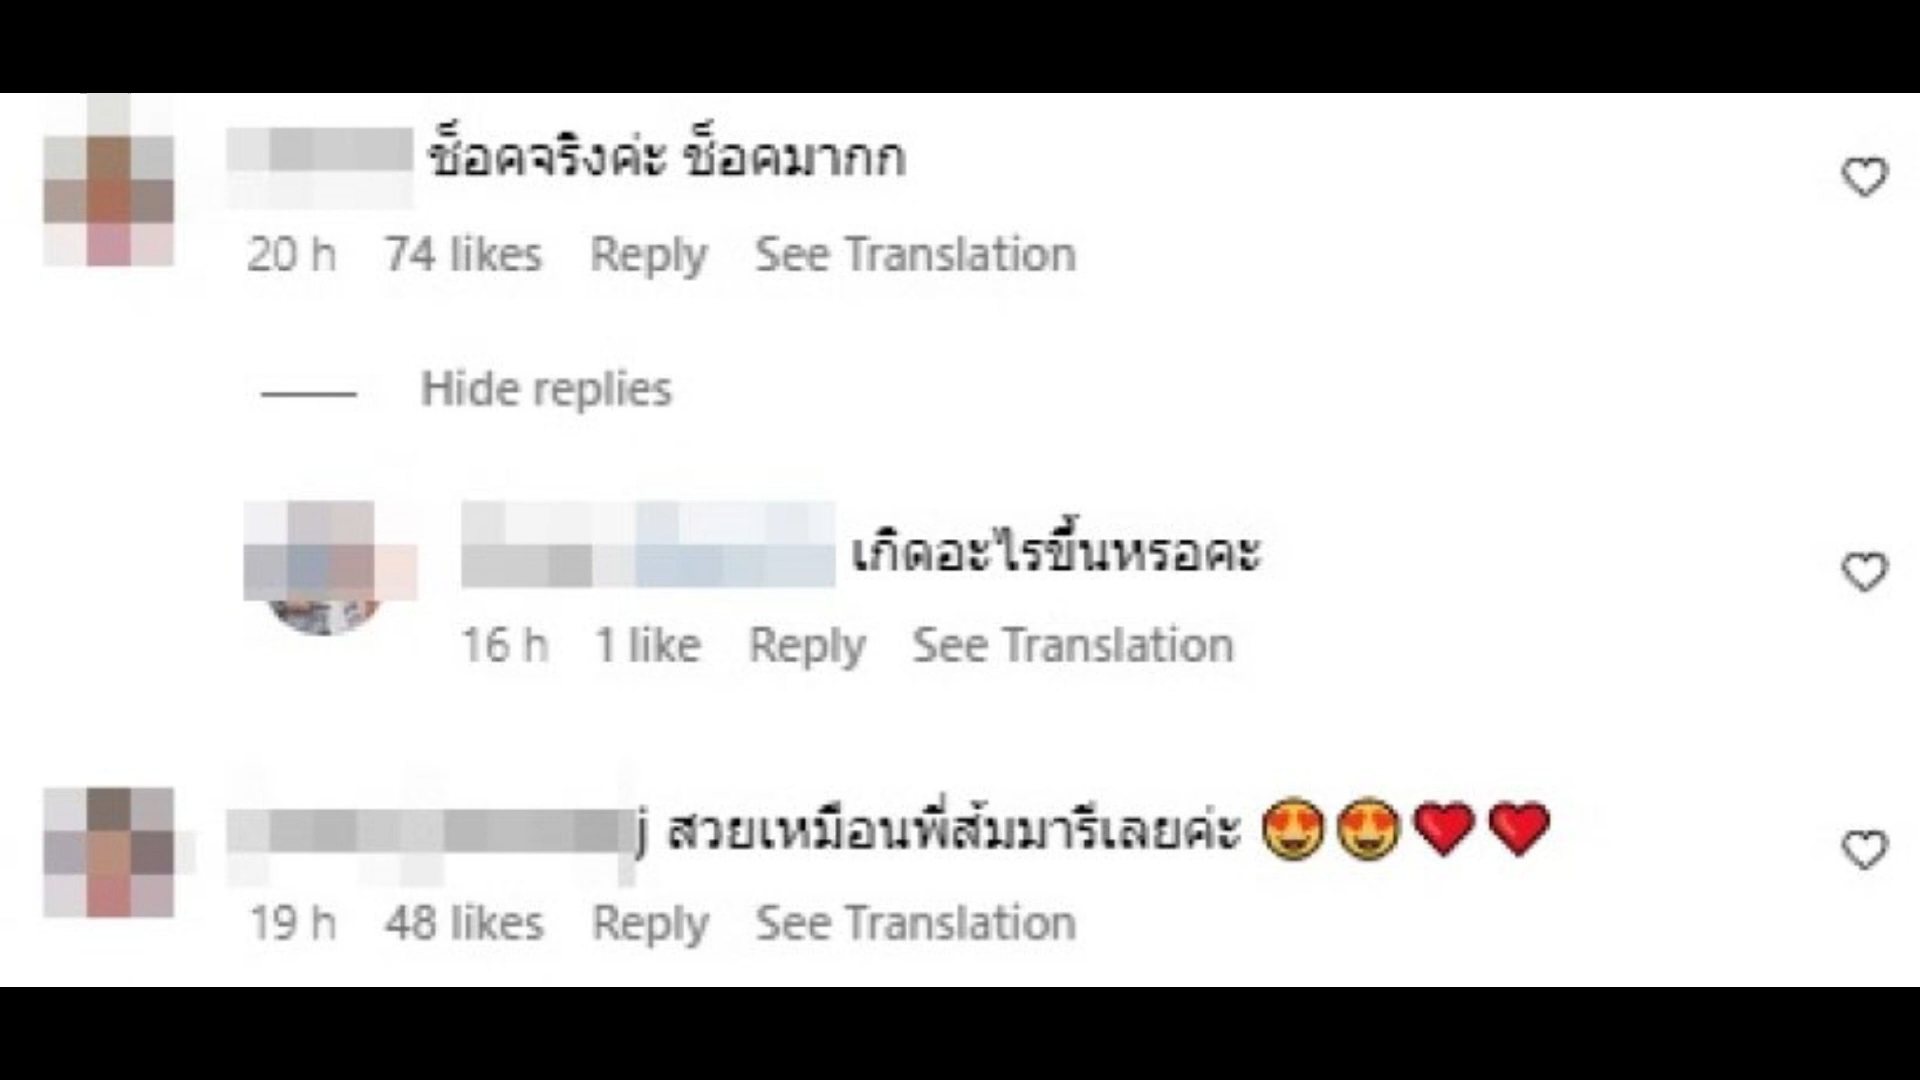 ช็อคจริงค่ะ ช็อคมากก
20 h 74 likes Reply See Translation
Hide replies
เกิดอะไรขึ้นหรอคะ
16 h 1 like Reply See Translation
j สวยเหมือนพี่ส้มมารีเลยค่ะ 😍😍❤️❤️
19 h 48 likes Reply See Translation